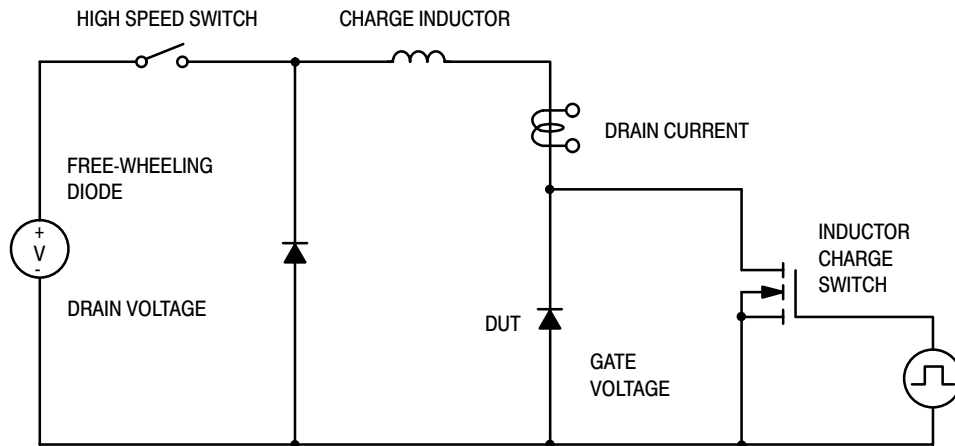 HIGH SPEED SWITCH
CHARGE INDUCTOR
DRAIN CURRENT
FREE-WHEELING
DIODE
+
V
-
DRAIN VOLTAGE
INDUCTOR
CHARGE
SWITCH
DUT
GATE
VOLTAGE